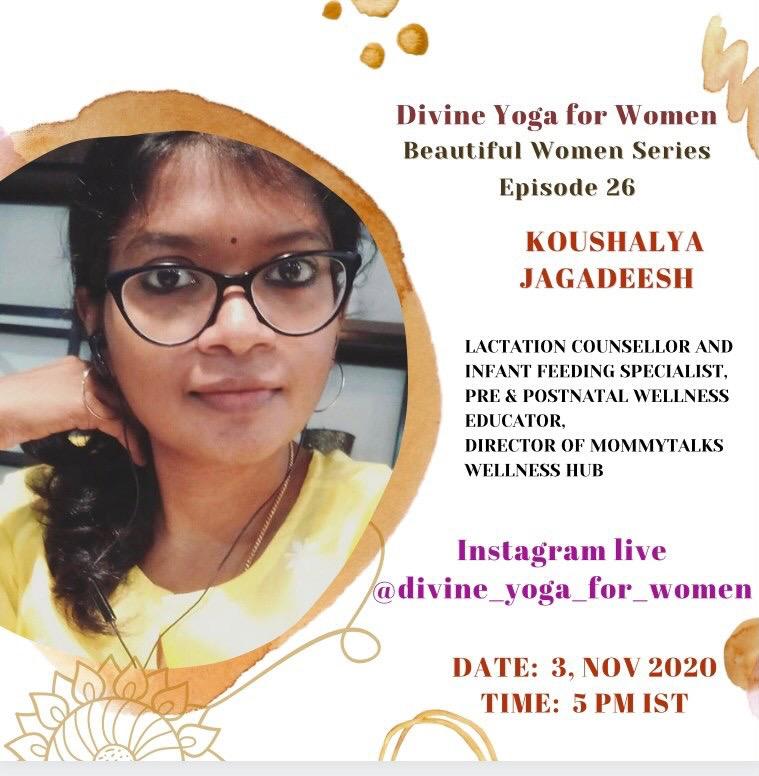 Divine Yoga for Women
Beautiful Women Series
Episode 26
KOUSHALYA
JAGADEESH
LACTATION COUNSELLOR AND
INFANT FEEDING SPECIALIST,
PRE & POSTNATAL WELLNESS
EDUCATOR,
DIRECTOR OF MOMMYTALKS
WELLNESS HUB
Instagram live
@divine_yoga_for_women
DATE: 3, NOV 2020
TIME: 5 PM IST